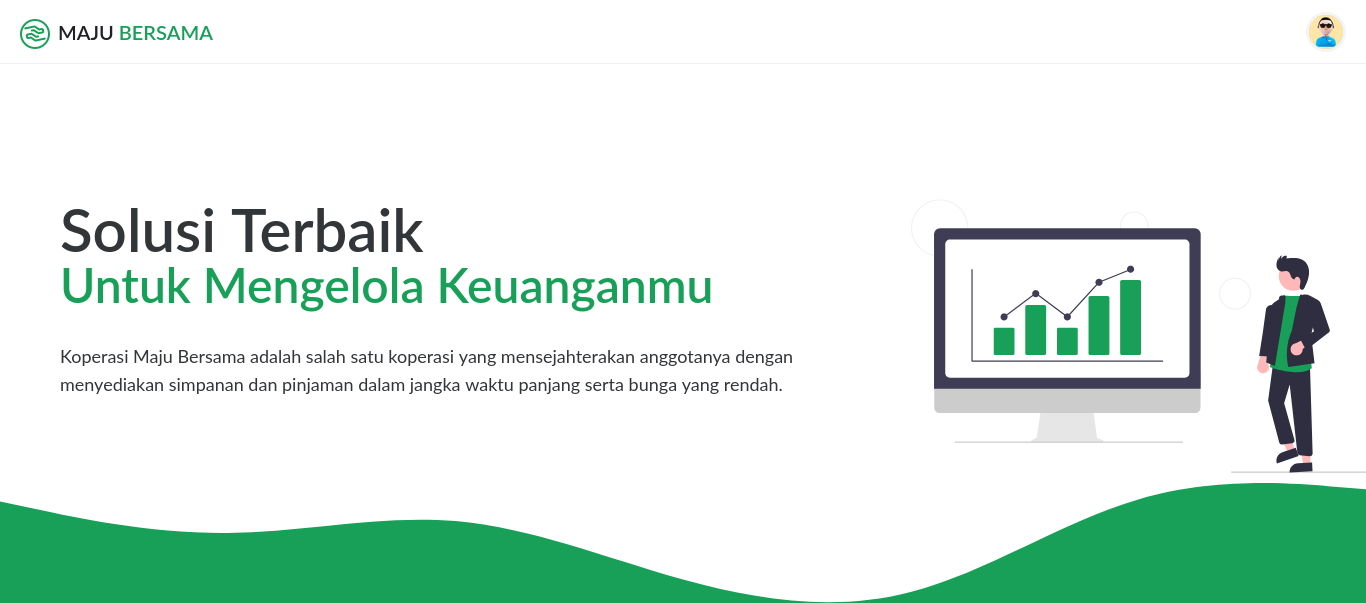 MAJU BERSAMA
Solusi Terbaik
Untuk Mengelola Keuanganmu
Koperasi Maju Bersama adalah salah satu koperasi yang mensejahterakan anggotanya dengan
menyediakan simpanan dan pinjaman dalam jangka waktu panjang serta bunga yang rendah.